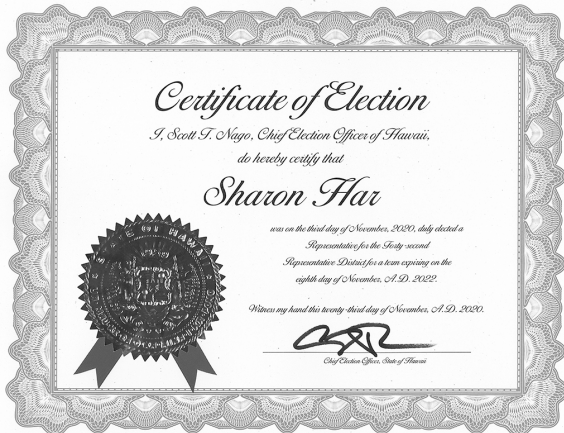 Certificate of Election
I, Scott T. Nago, Chief Election Officer of Hawaii,
do hereby certify that
Sharon Har
was on the third day of November, 2020, duly elected a
Representative for the Forty-second
Representative District for a term expiring on the
eighth day of November, A.D. 2022.
Witness my hand this twenty-third day of November, A.D. 2020.
Chief Election Officer, State of Hawaii
STATE OF HAWAII